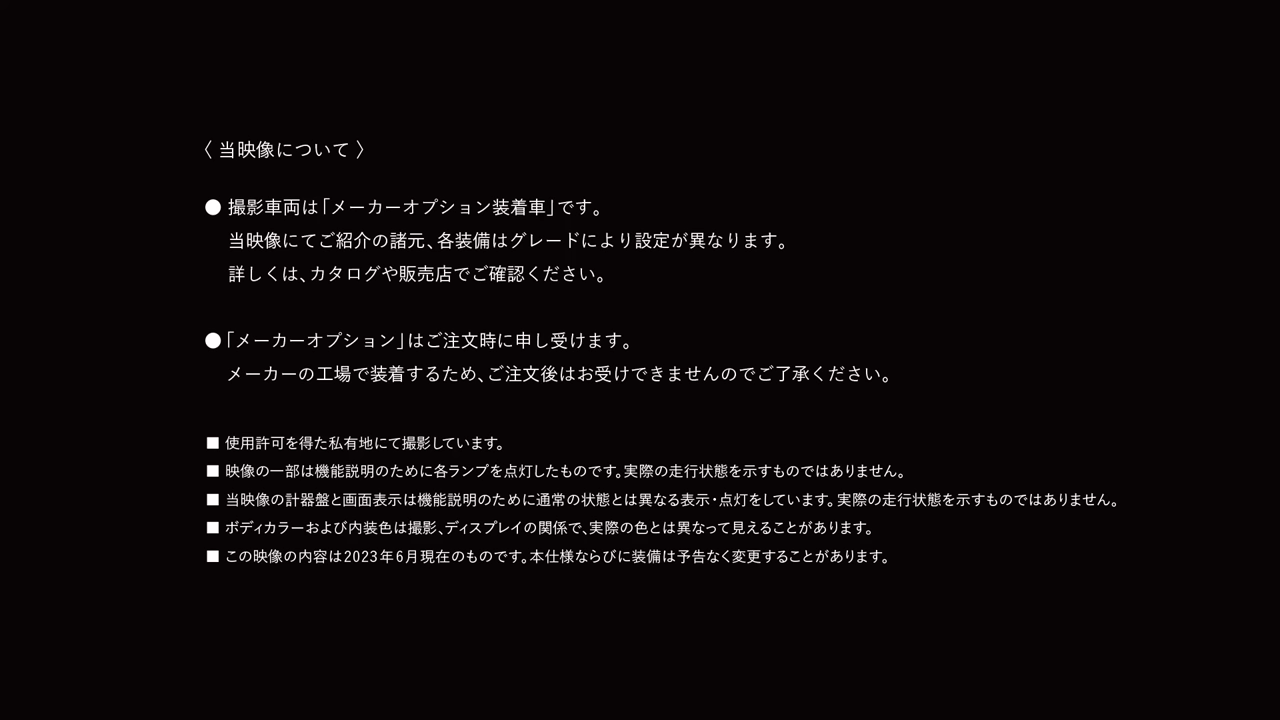 〈 当映像について 〉
● 撮影車両は「メーカーオプション装着車」です。
当映像にてご紹介の諸元、各装備はグレードにより設定が異なります。
詳しくは、カタログや販売店でご確認ください。
●「メーカーオプション」はご注文時に申し受けます。
メーカーの工場で装着するため、ご注文後はお受けできませんのでご了承ください。
■ 使用許可を得た私有地にて撮影しています。
■ 映像の一部は機能説明のために各ランプを点灯したものです。実際の走行状態を示すものではありません。
■ 当映像の計器盤と画面表示は機能説明のために通常の状態とは異なる表示・点灯をしています。実際の走行状態を示すものではありません。
■ ボディカラーおよび内装色は撮影、ディスプレイの関係で、実際の色とは異なって見えることがあります。
■ この映像の内容は2023年6月現在のものです。本仕様ならびに装備は予告なく変更することがあります。